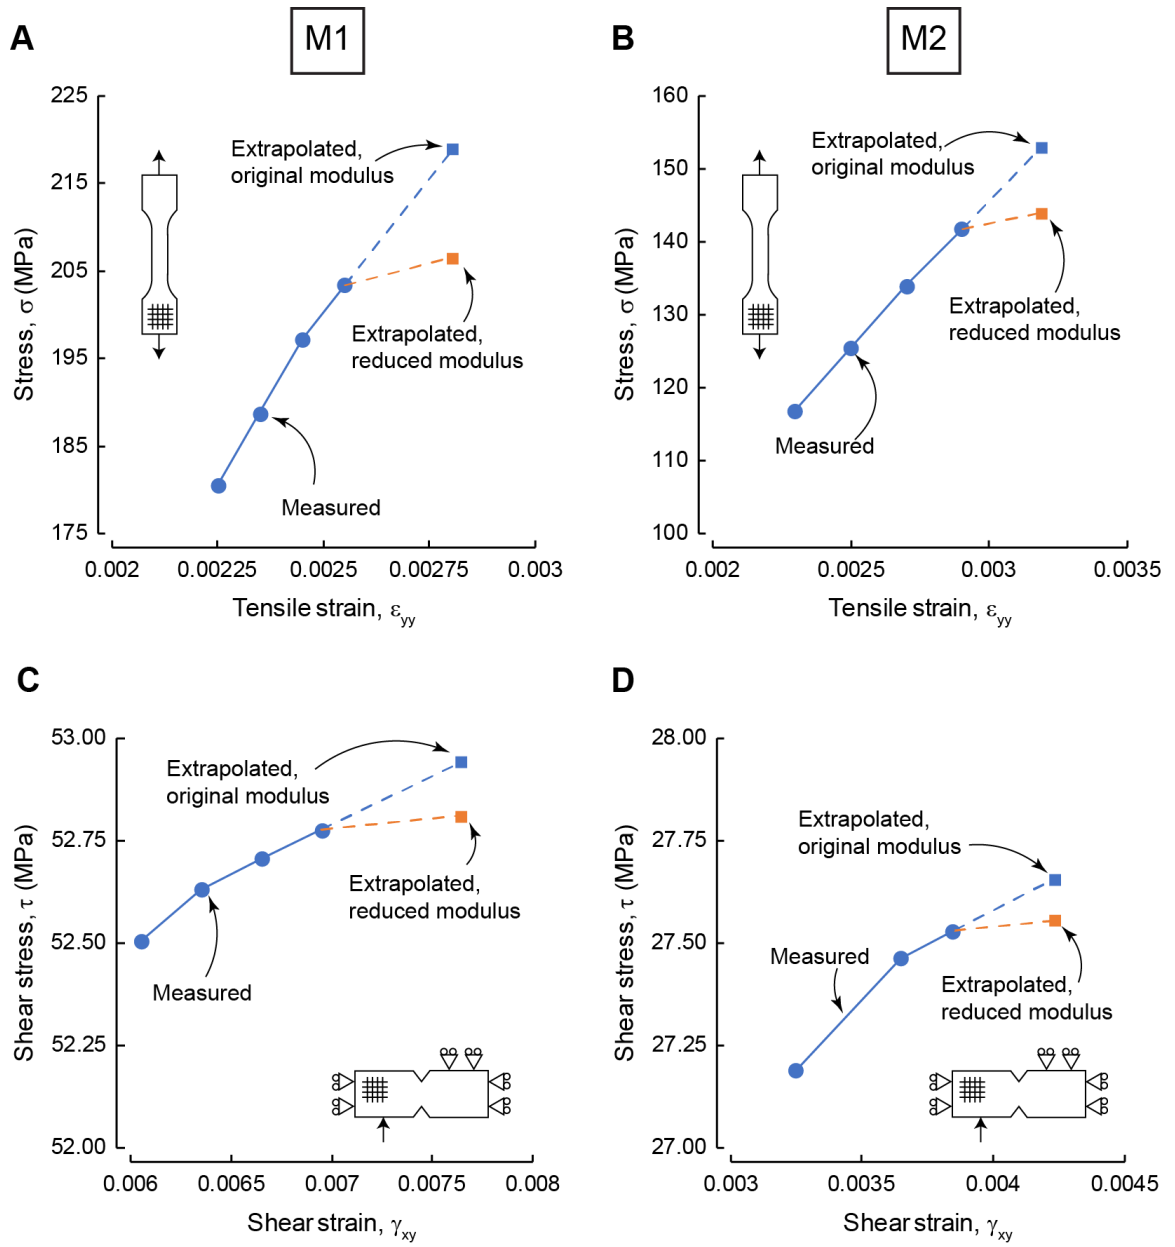 A
M1
B
M2
225
215
205
195
185
175
Stress, σ (MPa)
Extrapolated,
original modulus
Extrapolated,
reduced modulus
Measured
0.002
0.00225
0.0025
0.00275
0.003
Tensile strain, εyy
160
150
140
130
120
110
100
Stress, σ (MPa)
Extrapolated,
original modulus
Extrapolated,
reduced modulus
Measured
0.002
0.0025
0.003
0.0035
Tensile strain, εyy
C
53.00
52.75
52.50
52.25
52.00
Shear stress, τ (MPa)
Extrapolated,
original modulus
Extrapolated,
reduced modulus
Measured
0.006
0.0065
0.007
0.0075
0.008
Shear strain, γxy
D
28.00
27.75
27.50
27.25
27.00
Shear stress, τ (MPa)
Extrapolated,
original modulus
Measured
Extrapolated,
reduced modulus
0.003
0.0035
0.004
0.0045
Shear strain, γxy